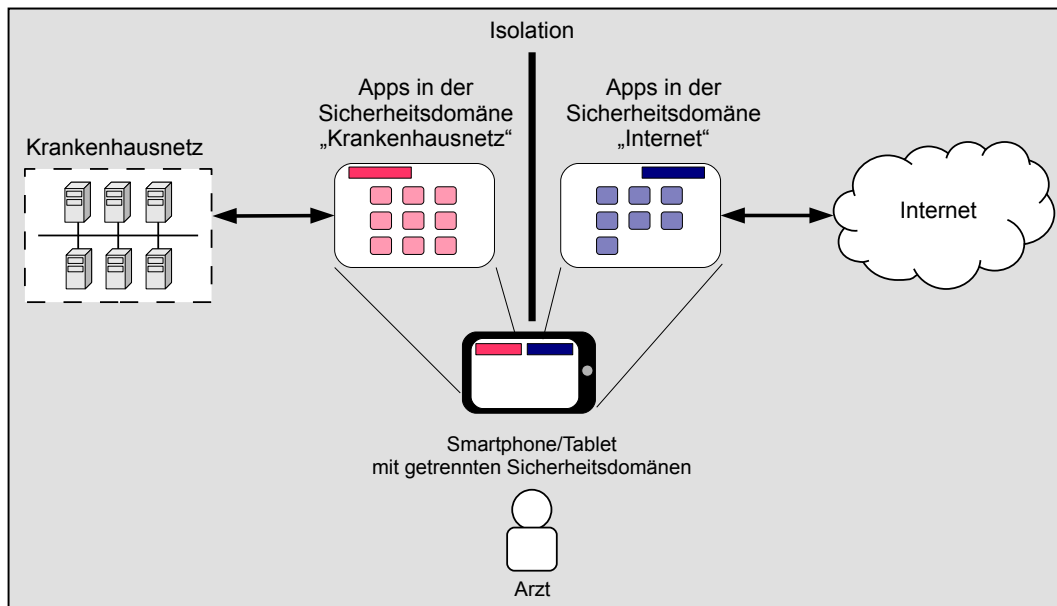 Isolation
Apps in der
Sicherheitsdomäne
„Krankenhausnetz“
Apps in der
Sicherheitsdomäne
„Internet“
Krankenhausnetz
Internet
Smartphone/Tablet
mit getrennten Sicherheitsdomänen
Arzt